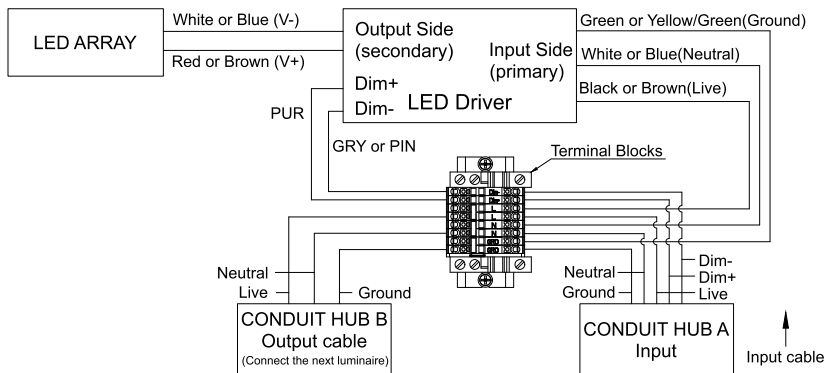 LED ARRAY
White or Blue (V-)
Red or Brown (V+)
Output Side
(secondary)
Input Side
(primary)
Dim+
Dim-
LED Driver
Green or Yellow/Green(Ground)
White or Blue(Neutral)
Black or Brown(Live)
PUR
GRY or PIN
Terminal Blocks
Dim-
Dim+
L
L
N
N
GRD
GRD
Neutral
Live
Ground
CONDUIT HUB B
Output cable
(Connect the next luminaire)
Neutral
Ground
Dim-
Dim+
Live
CONDUIT HUB A
Input
Input cable